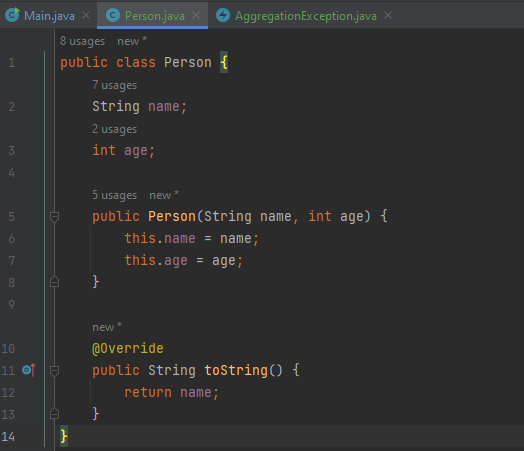 Main.java Person.java AggregationException.java
8 usages new *
1 public class Person {
7 usages
2 String name;
2 usages
3 int age;
4
5 usages new *
5 public Person(String name, int age) {
6 this.name = name;
7 this.age = age;
8 }
9
new *
10 @Override
11 public String toString() {
12 return name;
13 }
14 }